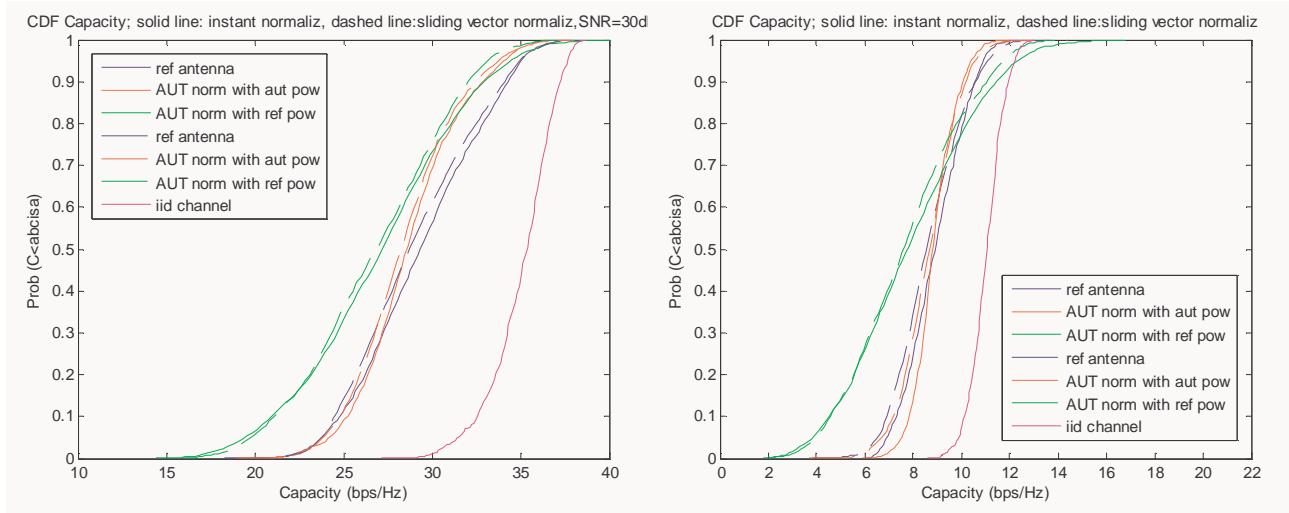 CDF Capacity; solid line: instant normaliz, dashed line:sliding vector normaliz,SNR=30d
1
0.9
0.8
0.7
0.6
0.5
0.4
0.3
0.2
0.1
0
Prob (C<abcisa)
ref antenna
AUT norm with aut pow
AUT norm with ref pow
ref antenna
AUT norm with aut pow
AUT norm with ref pow
iid channel
10 15 20 25 30 35 40
Capacity (bps/Hz)
CDF Capacity; solid line: instant normaliz, dashed line:sliding vector normaliz
1
0.9
0.8
0.7
0.6
0.5
0.4
0.3
0.2
0.1
0
Prob (C<abcisa)
ref antenna
AUT norm with aut pow
AUT norm with ref pow
ref antenna
AUT norm with aut pow
AUT norm with ref pow
iid channel
0 2 4 6 8 10 12 14 16 18 20 22
Capacity (bps/Hz)